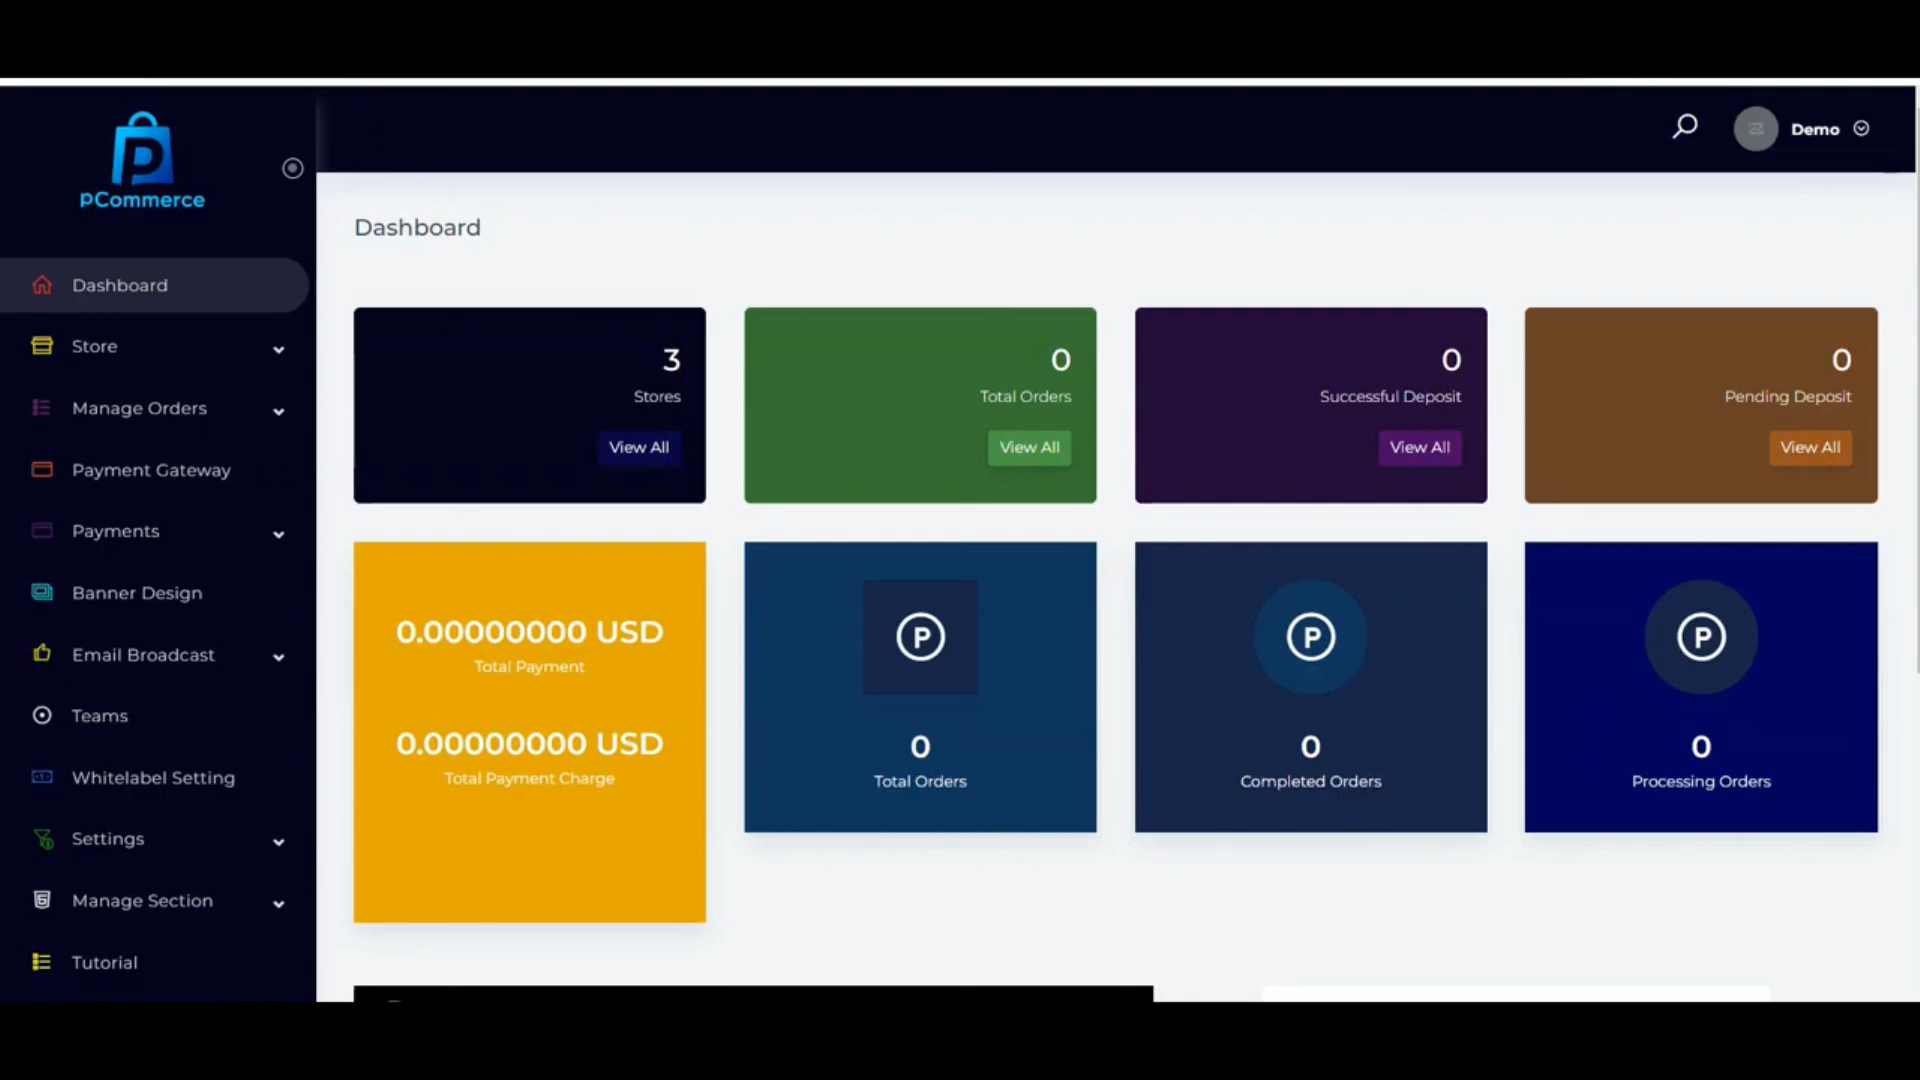 pCommerce
Demo
Dashboard
Store
Manage Orders
Payment Gateway
Payments
Banner Design
Email Broadcast
Teams
Whitelabel Setting
Settings
Manage Section
Tutorial
Dashboard
3
Stores
View All
0
Total Orders
View All
0
Successful Deposit
View All
0
Pending Deposit
View All
0.00000000 USD
Total Payment
0.00000000 USD
Total Payment Charge
P
0
Total Orders
P
0
Completed Orders
P
0
Processing Orders